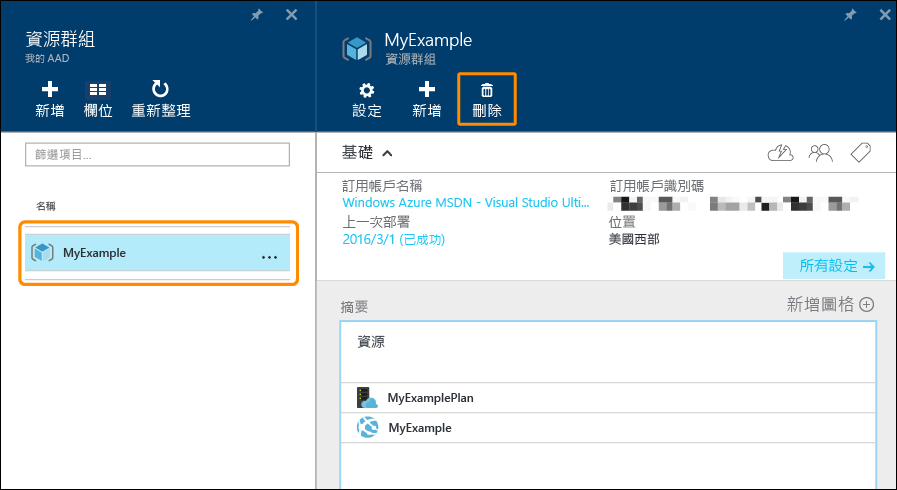 資源群組
我的 AAD
新增
欄位
重新整理
篩選項目...
名稱
MyExample
...
MyExample
資源群組
設定
新增
刪除
基礎
訂用帳戶名稱
Windows Azure MSDN - Visual Studio Ulti...
上一次部署
2016/3/1 (已成功)
訂用帳戶識別碼
位置
美國西部
所有設定
摘要
新增圖格
資源
MyExamplePlan
MyExample